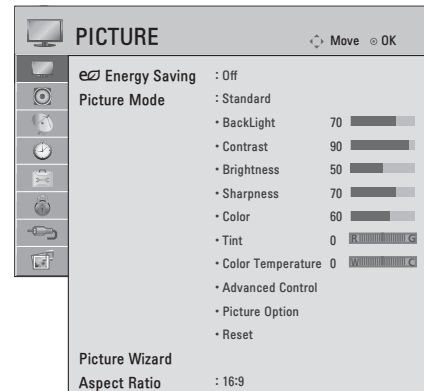 PICTURE Move OK
Energy Saving : Off
Picture Mode : Standard
• BackLight 70
• Contrast 90
• Brightness 50
• Sharpness 70
• Color 60
• Tint 0 R G
• Color Temperature 0 W C
• Advanced Control
• Picture Option
• Reset
Picture Wizard
Aspect Ratio : 16:9